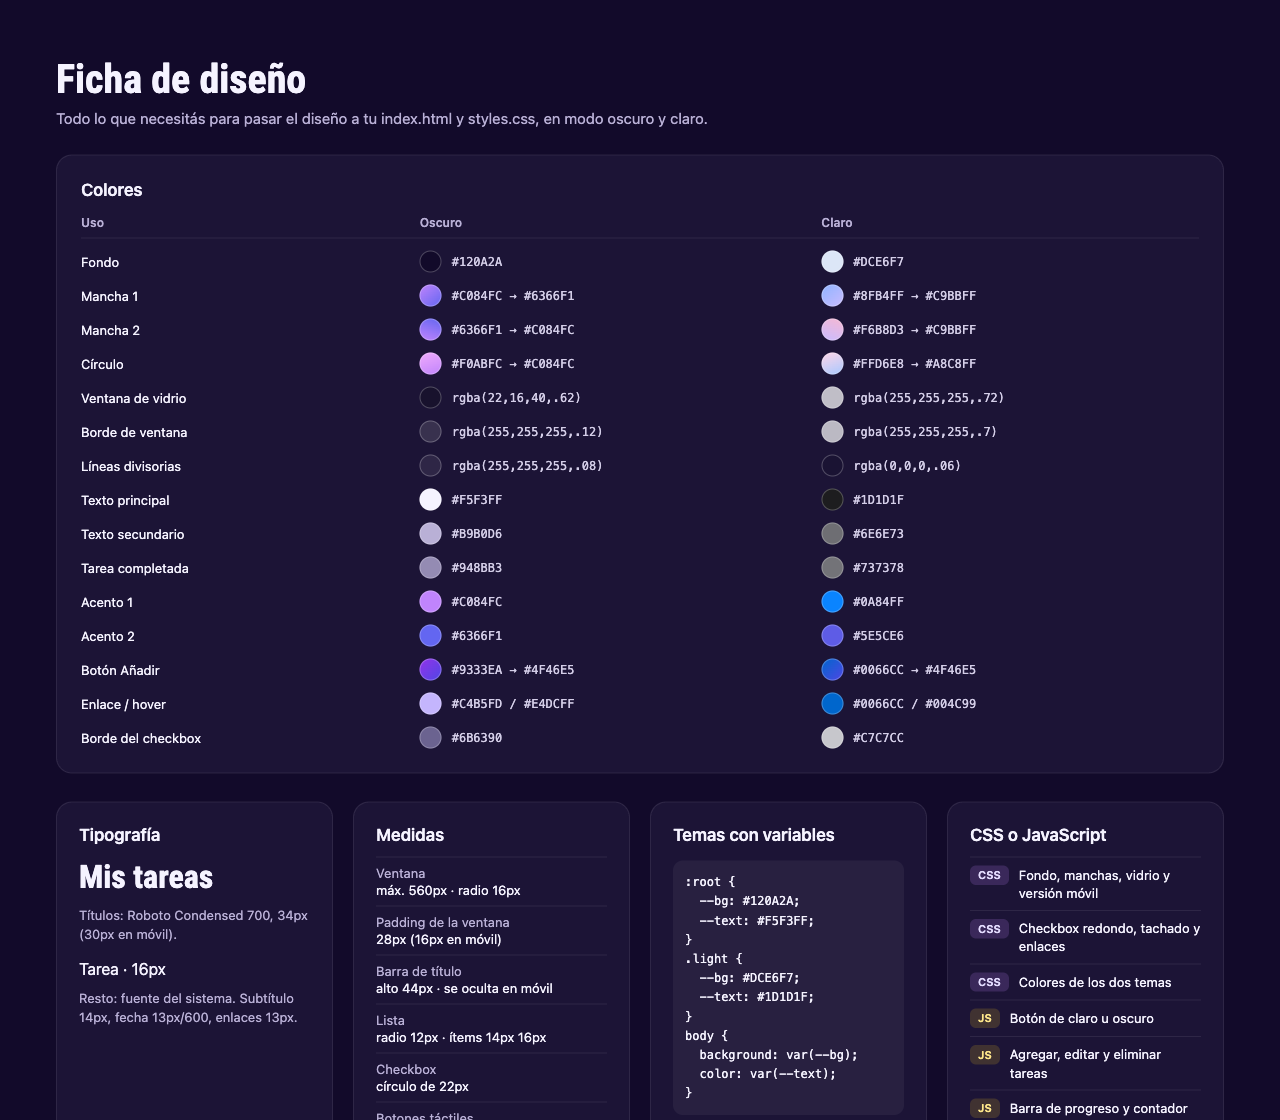 Ficha de diseño
Todo lo que necesitás para pasar el diseño a tu index.html y styles.css, en modo oscuro y claro.
Colores
Uso Oscuro Claro
Fondo #120A2A #DCE6F7
Mancha 1 #C084FC → #6366F1 #8FB4FF → #C9BBFF
Mancha 2 #6366F1 → #C084FC #F6B8D3 → #C9BBFF
Círculo #F0ABFC → #C084FC #FFD6E8 → #A8C8FF
Ventana de vidrio rgba(22,16,40,.62) rgba(255,255,255,.72)
Borde de ventana rgba(255,255,255,.12) rgba(255,255,255,.7)
Líneas divisorias rgba(255,255,255,.08) rgba(0,0,0,.06)
Texto principal #F5F3FF #1D1D1F
Texto secundario #B9B0D6 #6E6E73
Tarea completada #948BB3 #737378
Acento 1 #C084FC #0A84FF
Acento 2 #6366F1 #5E5CE6
Botón Añadir #9333EA → #4F46E5 #0066CC → #4F46E5
Enlace / hover #C4B5FD / #E4DCFF #0066CC / #004C99
Borde del checkbox #6B6390 #C7C7CC
Tipografía
Mis tareas
Títulos: Roboto Condensed 700, 34px
(30px en móvil).
Tarea · 16px
Resto: fuente del sistema. Subtítulo
14px, fecha 13px/600, enlaces 13px.
Medidas
Ventana
máx. 560px · radio 16px
Padding de la ventana
28px (16px en móvil)
Barra de título
alto 44px · se oculta en móvil
Lista
radio 12px · ítems 14px 16px
Checkbox
círculo de 22px
Botones táctiles
Temas con variables
:root {
--bg: #120A2A;
--text: #F5F3FF;
}
.light {
--bg: #DCE6F7;
--text: #1D1D1F;
}
body {
background: var(--bg);
color: var(--text);
}
CSS o JavaScript
CSS Fondo, manchas, vidrio y
versión móvil
CSS Checkbox redondo, tachado y
enlaces
CSS Colores de los dos temas
JS Botón de claro u oscuro
JS Agregar, editar y eliminar
tareas
JS Barra de progreso y contador